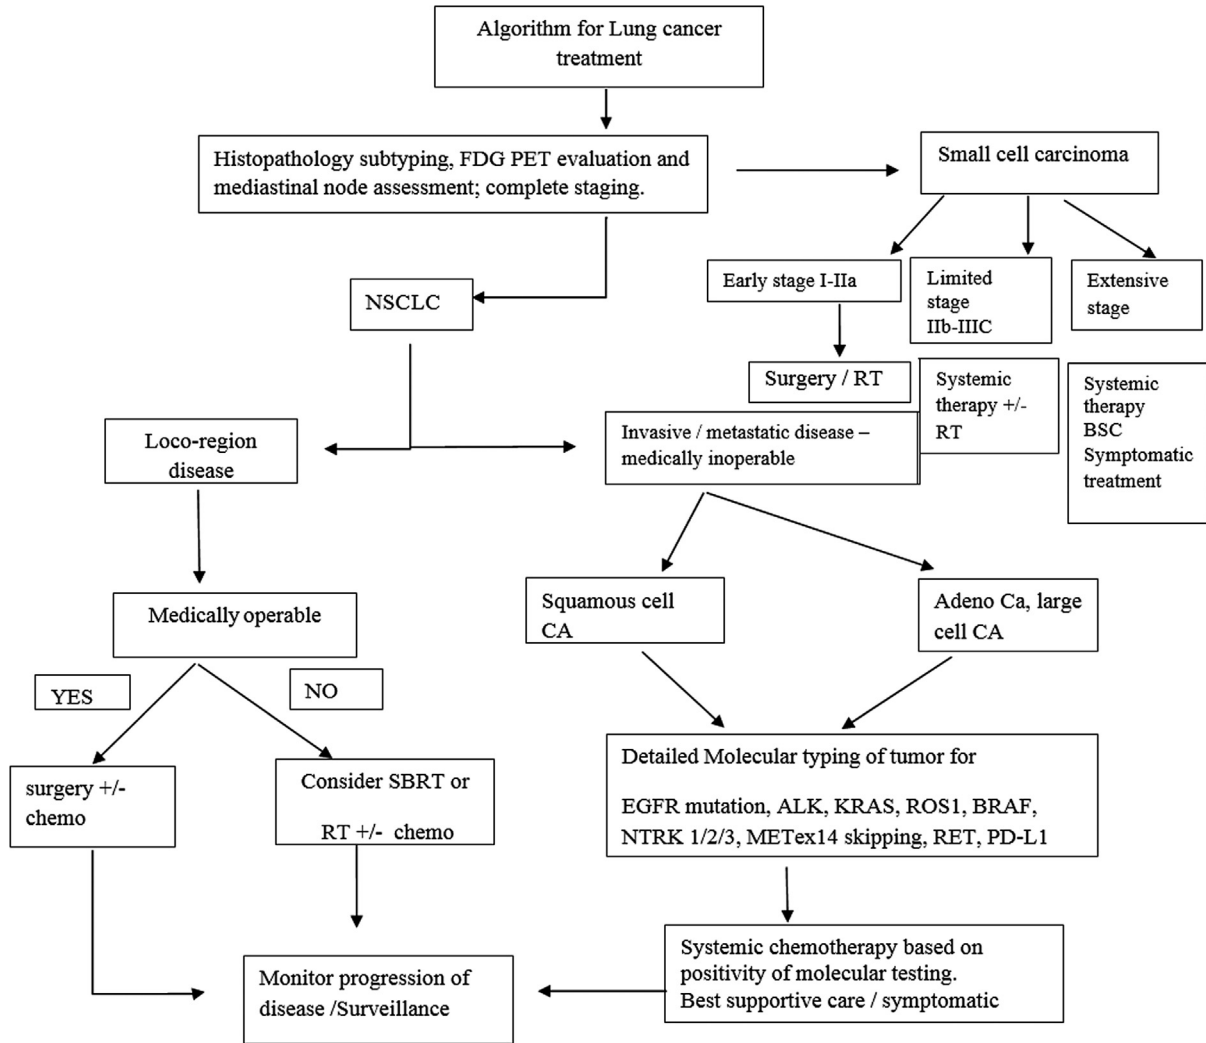 Algorithm for Lung cancer
treatment
Histopathology subtyping, FDG PET evaluation and
mediastinal node assessment; complete staging.
Small cell carcinoma
Early stage I-IIa
Limited
stage
IIb-IIIC
Extensive
stage
NSCLC
Surgery / RT
Systemic
therapy +/-
RT
Systemic
therapy
BSC
Symptomatic
treatment
Loco-region
disease
Invasive / metastatic disease –
medically inoperable
Medically operable
Squamous cell
CA
Adeno Ca, large
cell CA
YES
NO
surgery +/-
chemo
Consider SBRT or
RT +/- chemo
Detailed Molecular typing of tumor for
EGFR mutation, ALK, KRAS, ROS1, BRAF,
NTRK 1/2/3, METex14 skipping, RET, PD-L1
Systemic chemotherapy based on
positivity of molecular testing.
Best supportive care / symptomatic
Monitor progression of
disease /Surveillance